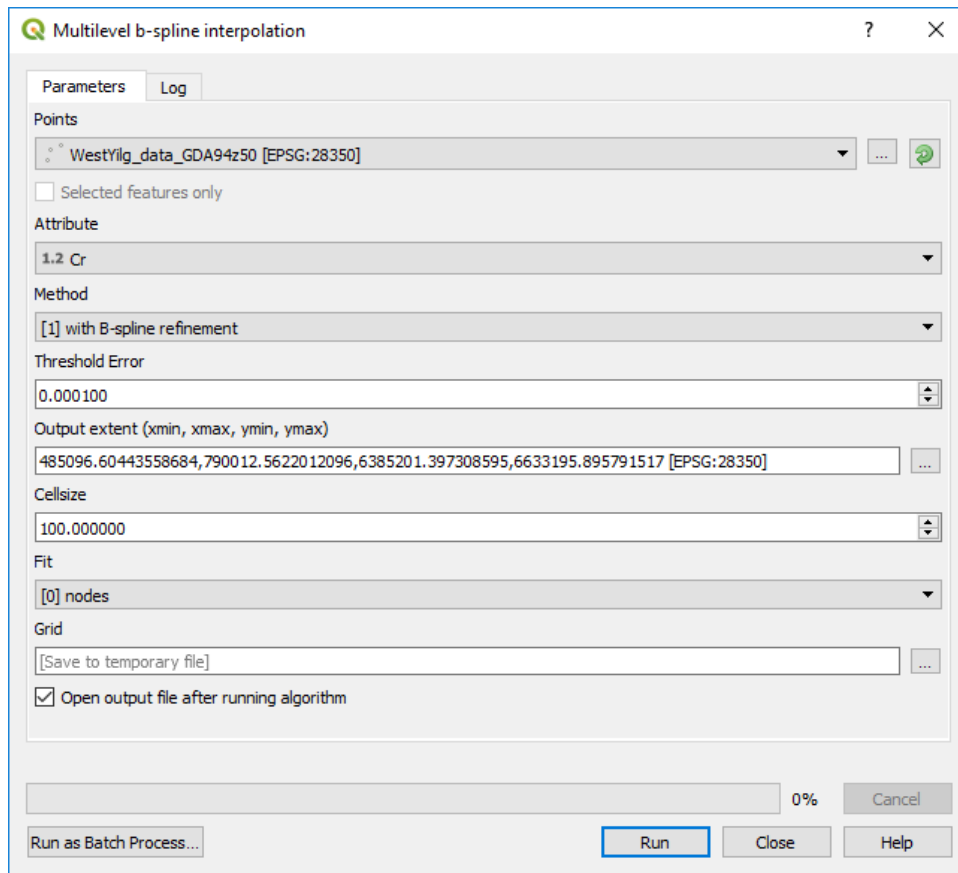 Multilevel b-spline interpolation
?
Parameters
Log
Points
WestYilg_data_GDA94z50 [EPSG:28350]
...
Selected features only
Attribute
1.2 Cr
Method
[1] with B-spline refinement
Threshold Error
0.000100
Output extent (xmin, xmax, ymin, ymax)
485096.60443558684,790012.5622012096,6385201.397308595,6633195.895791517 [EPSG:28350]
...
Cellsize
100.000000
Fit
[0] nodes
Grid
[Save to temporary file]
...
Open output file after running algorithm
0%
Cancel
Run as Batch Process...
Run
Close
Help